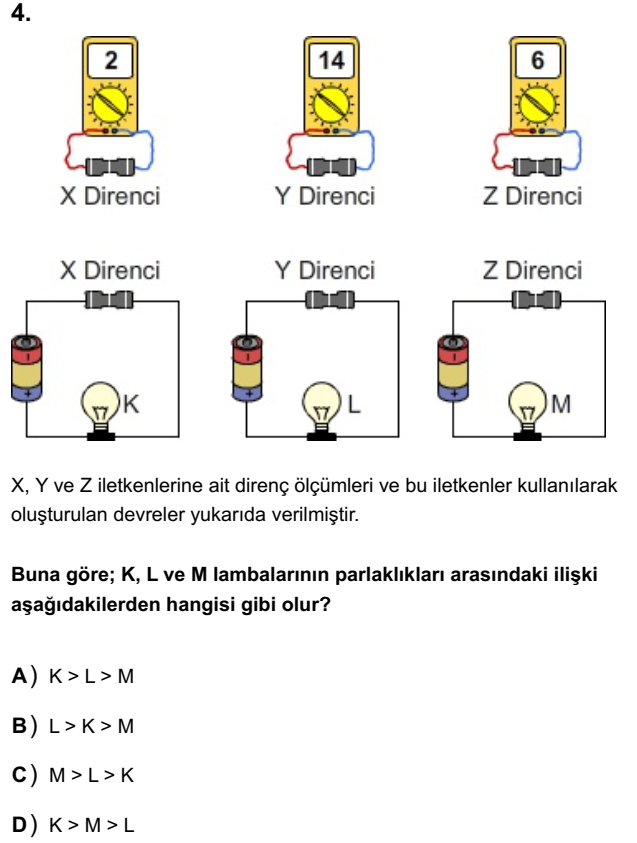 4.
2 14 6
X Direnci Y Direnci Z Direnci
X Direnci Y Direnci Z Direnci
K L M
X, Y ve Z iletkenlerine ait direnç ölçümleri ve bu iletkenler kullanılarak
oluşturulan devreler yukarıda verilmiştir.
Buna göre; K, L ve M lambalarının parlaklıkları arasındaki ilişki
aşağıdakilerden hangisi gibi olur?
A) K > L > M
B) L > K > M
C) M > L > K
D) K > M > L